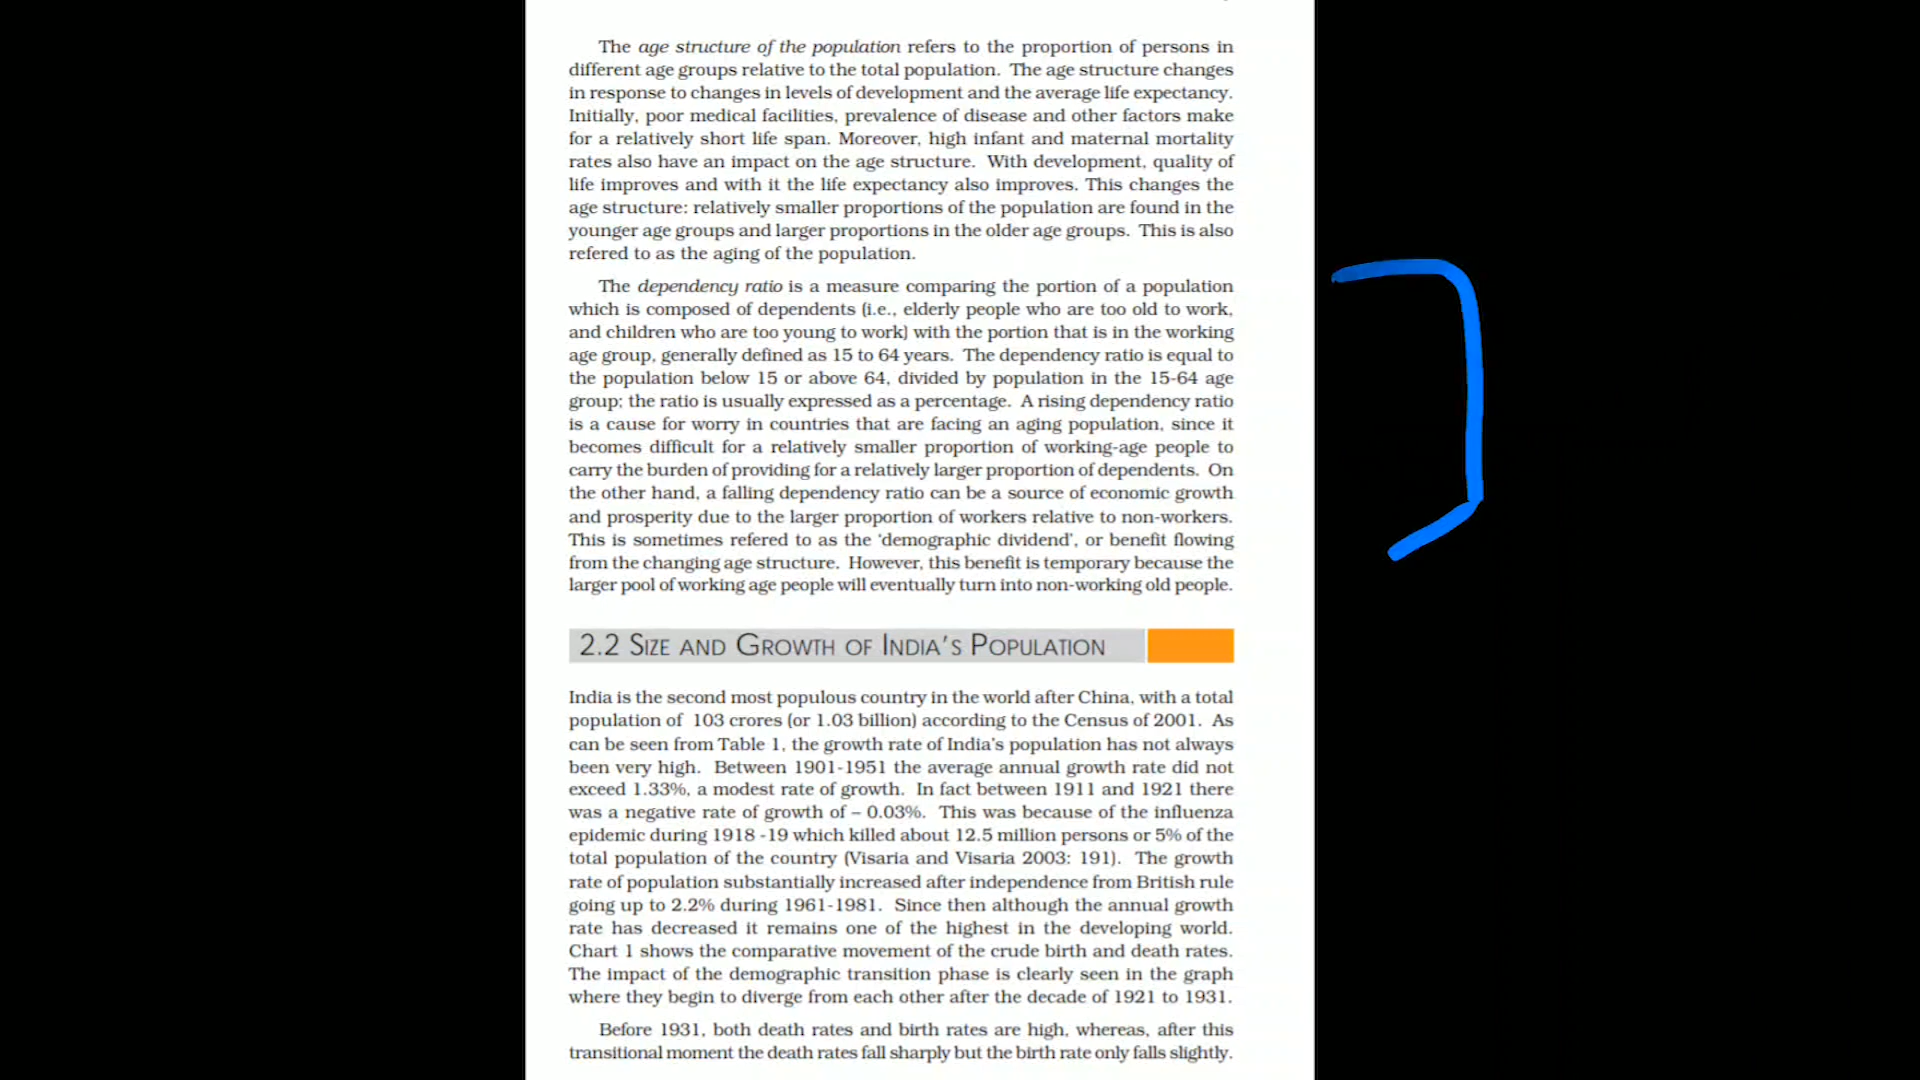 The age structure of the population refers to the proportion of persons in
different age groups relative to the total population. The age structure changes
in response to changes in levels of development and the average life expectancy.
Initially, poor medical facilities, prevalence of disease and other factors make
for a relatively short life span. Moreover, high infant and maternal mortality
rates also have an impact on the age structure. With development, quality of
life improves and with it the life expectancy also improves. This changes the
age structure: relatively smaller proportions of the population are found in the
younger age groups and larger proportions in the older age groups. This is also
refered to as the aging of the population.
The dependency ratio is a measure comparing the portion of a population
which is composed of dependents (i.e., elderly people who are too old to work,
and children who are too young to work) with the portion that is in the working
age group, generally defined as 15 to 64 years. The dependency ratio is equal to
the population below 15 or above 64, divided by population in the 15-64 age
group; the ratio is usually expressed as a percentage. A rising dependency ratio
is a cause for worry in countries that are facing an aging population, since it
becomes difficult for a relatively smaller proportion of working-age people to
carry the burden of providing for a relatively larger proportion of dependents. On
the other hand, a falling dependency ratio can be a source of economic growth
and prosperity due to the larger proportion of workers relative to non-workers.
This is sometimes refered to as the 'demographic dividend', or benefit flowing
from the changing age structure. However, this benefit is temporary because the
larger pool of working age people will eventually turn into non-working old people.
2.2 Size and Growth of India's Population
India is the second most populous country in the world after China, with a total
population of 103 crores (or 1.03 billion) according to the Census of 2001. As
can be seen from Table 1, the growth rate of India's population has not always
been very high. Between 1901-1951 the average annual growth rate did not
exceed 1.33%, a modest rate of growth. In fact between 1911 and 1921 there
was a negative rate of growth of – 0.03%. This was because of the influenza
epidemic during 1918 -19 which killed about 12.5 million persons or 5% of the
total population of the country (Visaria and Visaria 2003: 191). The growth
rate of population substantially increased after independence from British rule
going up to 2.2% during 1961-1981. Since then although the annual growth
rate has decreased it remains one of the highest in the developing world.
Chart 1 shows the comparative movement of the crude birth and death rates.
The impact of the demographic transition phase is clearly seen in the graph
where they begin to diverge from each other after the decade of 1921 to 1931.
Before 1931, both death rates and birth rates are high, whereas, after this
transitional moment the death rates fall sharply but the birth rate only falls slightly.